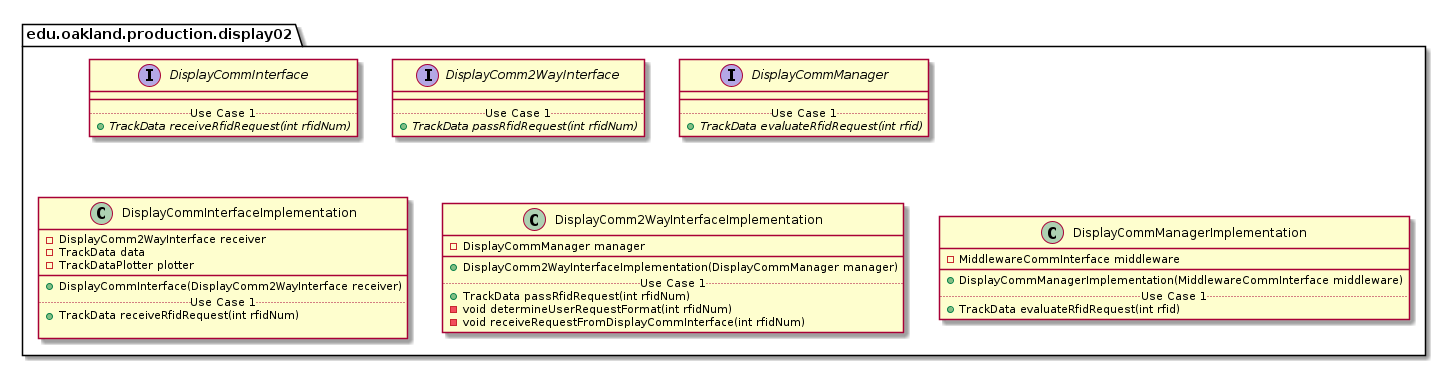 edu.oakland.production.display02
I DisplayCommInterface
Use Case 1
TrackData receiveRfidRequest(int rfidNum)
I DisplayComm2WayInterface
Use Case 1
TrackData passRfidRequest(int rfidNum)
I DisplayCommManager
Use Case 1
TrackData evaluateRfidRequest(int rfid)
C DisplayCommInterfaceImplementation
DisplayComm2WayInterface receiver
TrackData data
TrackDataPlotter plotter
DisplayCommInterface(DisplayComm2WayInterface receiver)
Use Case 1
TrackData receiveRfidRequest(int rfidNum)
C DisplayComm2WayInterfaceImplementation
DisplayCommManager manager
DisplayComm2WayInterfaceImplementation(DisplayCommManager manager)
Use Case 1
TrackData passRfidRequest(int rfidNum)
void determineUserRequestFormat(int rfidNum)
void receiveRequestFromDisplayCommInterface(int rfidNum)
C DisplayCommManagerImplementation
MiddlewareCommInterface middleware
DisplayCommManagerImplementation(MiddlewareCommInterface middleware)
Use Case 1
TrackData evaluateRfidRequest(int rfid)